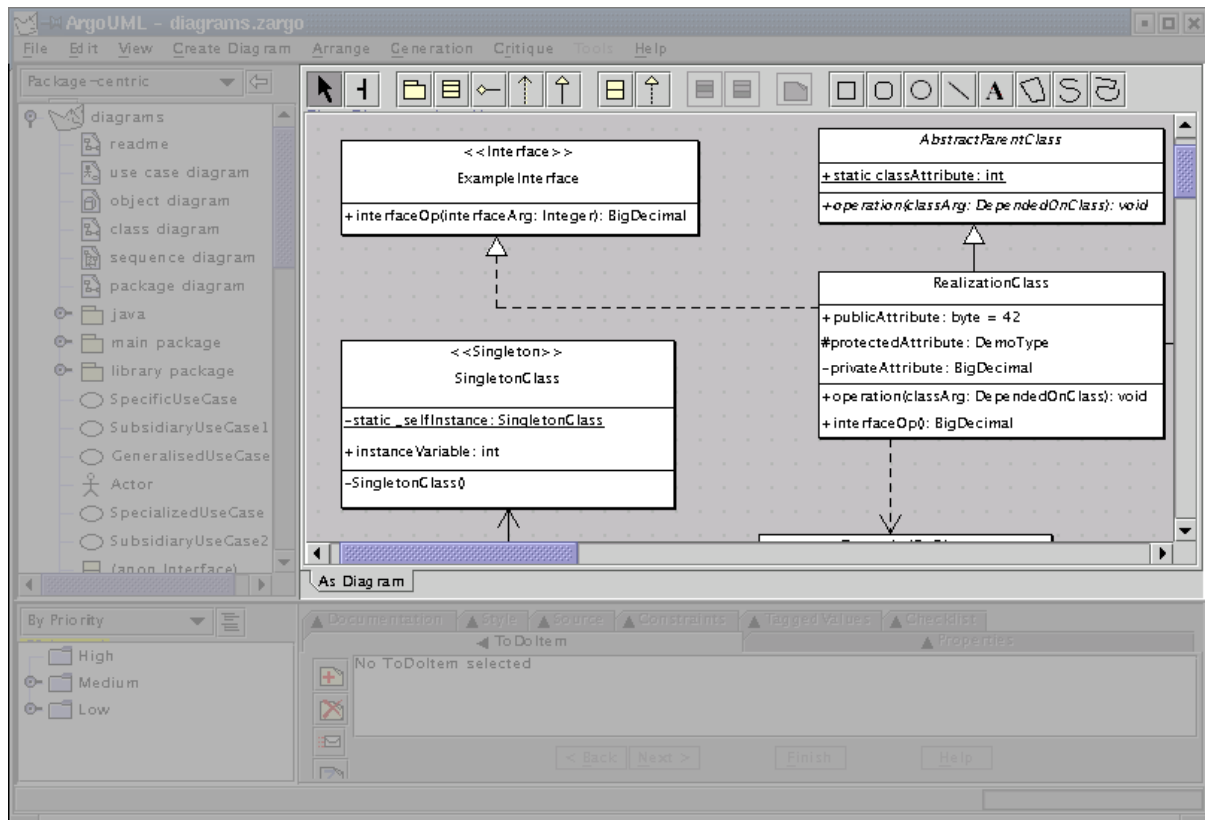 ArgoUML - diagrams.zargo
File Edit View Create Diagram Arrange Generation Critique Tools Help
Package-centric
diagrams
readme
use case diagram
object diagram
class diagram
sequence diagram
package diagram
java
main package
library package
SpecificUseCase
SubsidiaryUseCase1
GeneralisedUseCase
Actor
SpecializedUseCase
SubsidiaryUseCase2
(anon Interface)
A
<<Interface>>
ExampleInterface
+interfaceOp(interfaceArg: Integer): BigDecimal
AbstractParentClass
+static classAttribute: int
+operation(classArg: DependedOnClass): void
RealizationClass
+publicAttribute: byte = 42
#protectedAttribute: DemoType
-privateAttribute: BigDecimal
+operation(classArg: DependedOnClass): void
+interfaceOp(): BigDecimal
<<Singleton>>
SingletonClass
-static _selfInstance: SingletonClass
+instanceVariable: int
-SingletonClass()
As Diagram
By Priority
High
Medium
Low
Documentation Style Source Constraints Tagged Values Checklist
ToDoItem Properties
No ToDoItem selected
< Back Next > Finish Help